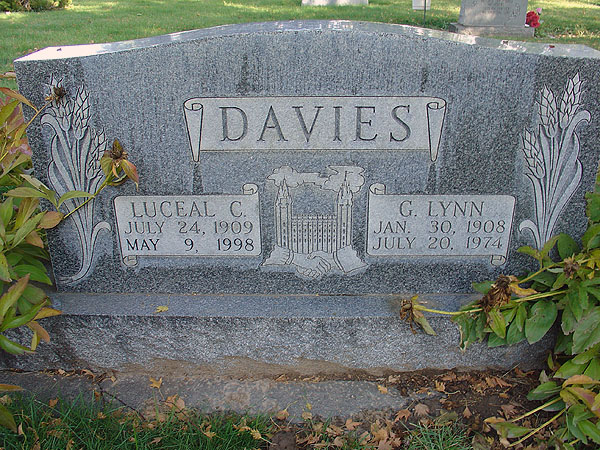 DAVIES
LUCEAL C.
JULY 24, 1909
MAY 9, 1998
G. LYNN
JAN. 30, 1908
JULY 20, 1974